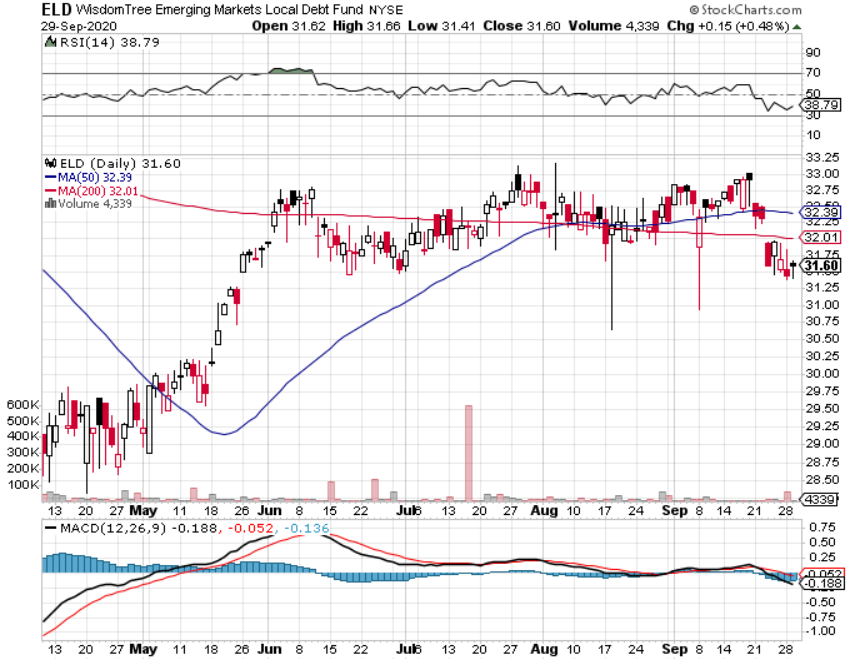 ELD WisdomTree Emerging Markets Local Debt Fund NYSE © StockCharts.com
29-Sep-2020 Open 31.62 High 31.66 Low 31.41 Close 31.60 Volume 4,339 Chg +0.15 (+0.48%)
RSI(14) 38.79
90
70
50
38.79
30
10
ELD (Daily) 31.60
MA(50) 32.39
MA(200) 32.01
Volume 4,339
33.25
33.00
32.75
32.50
32.39
32.25
32.01
31.75
31.60
31.25
31.00
30.75
30.50
30.25
30.00
29.75
29.50
29.25
29.00
28.75
28.50
600K
500K
400K
300K
200K
100K
4339
13 20 27 May 11 18 26 Jun 8 15 22 Jul 6 13 20 27 Aug 10 17 24 Sep 8 14 21 28
MACD(12,26,9) -0.188, -0.052, -0.136
0.75
0.50
0.25
-0.052
-0.188
-0.50
-0.75
-1.00
13 20 27 May 11 18 26 Jun 8 15 22 Jul 6 13 20 27 Aug 10 17 24 Sep 8 14 21 28